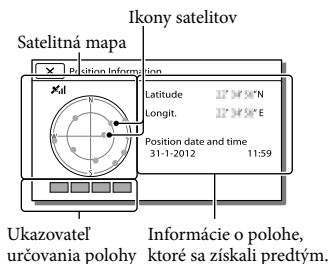 Ikony satelitov
Satelitná mapa
Position Information
N
S
Latitude "N
Longit. "E
Position date and time
31-1-2012 11:59
Ukazovateľ
určovania polohy
Informácie o polohe,
ktoré sa získali predtým.